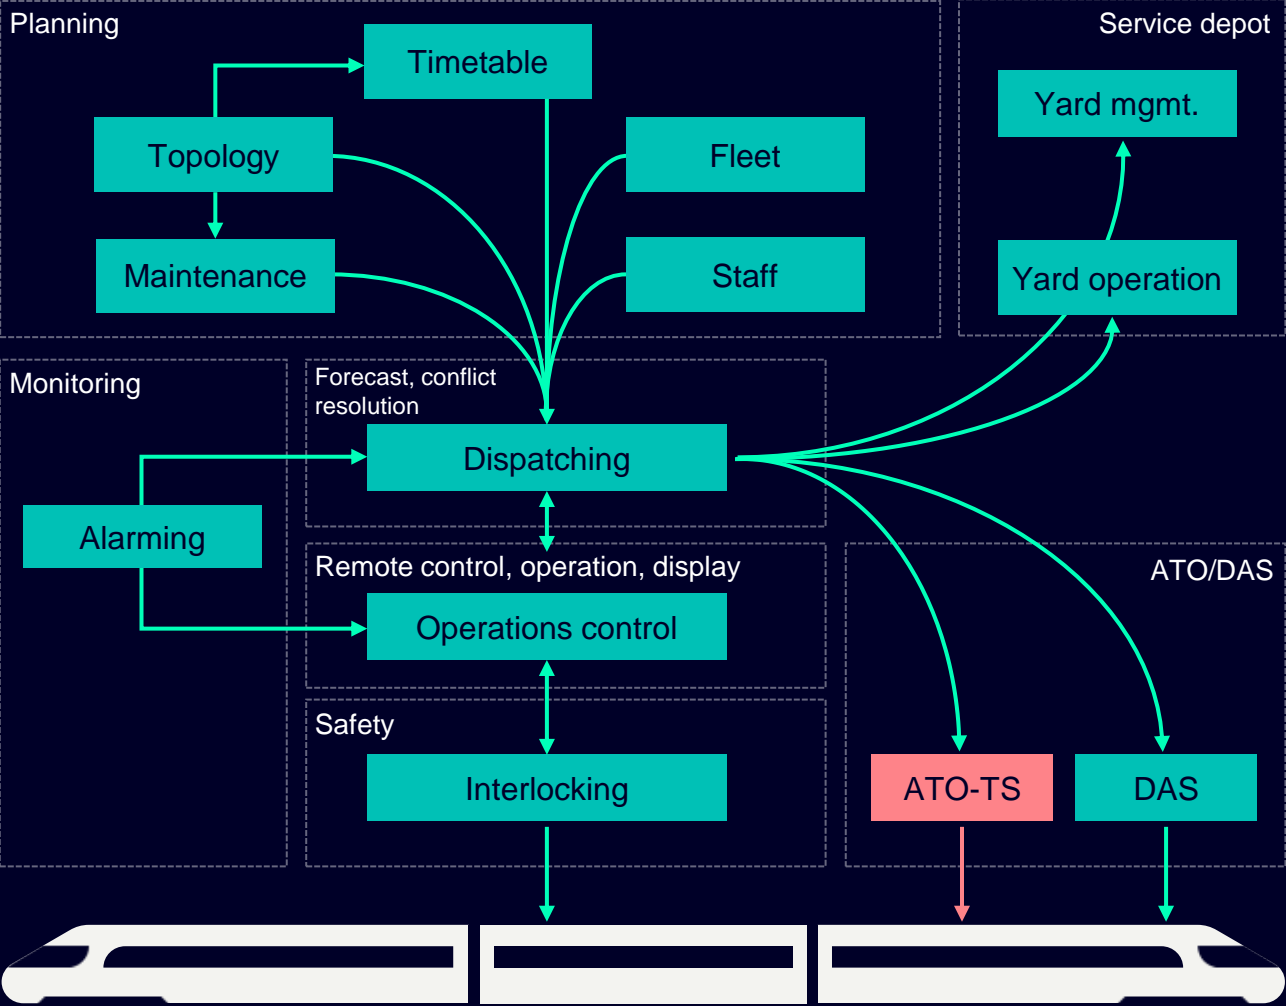 Planning
Timetable
Topology
Fleet
Maintenance
Staff
Service depot
Yard mgmt.
Yard operation
Monitoring
Alarming
Forecast, conflict
resolution
Dispatching
Remote control, operation, display
Operations control
Safety
Interlocking
ATO/DAS
ATO-TS
DAS